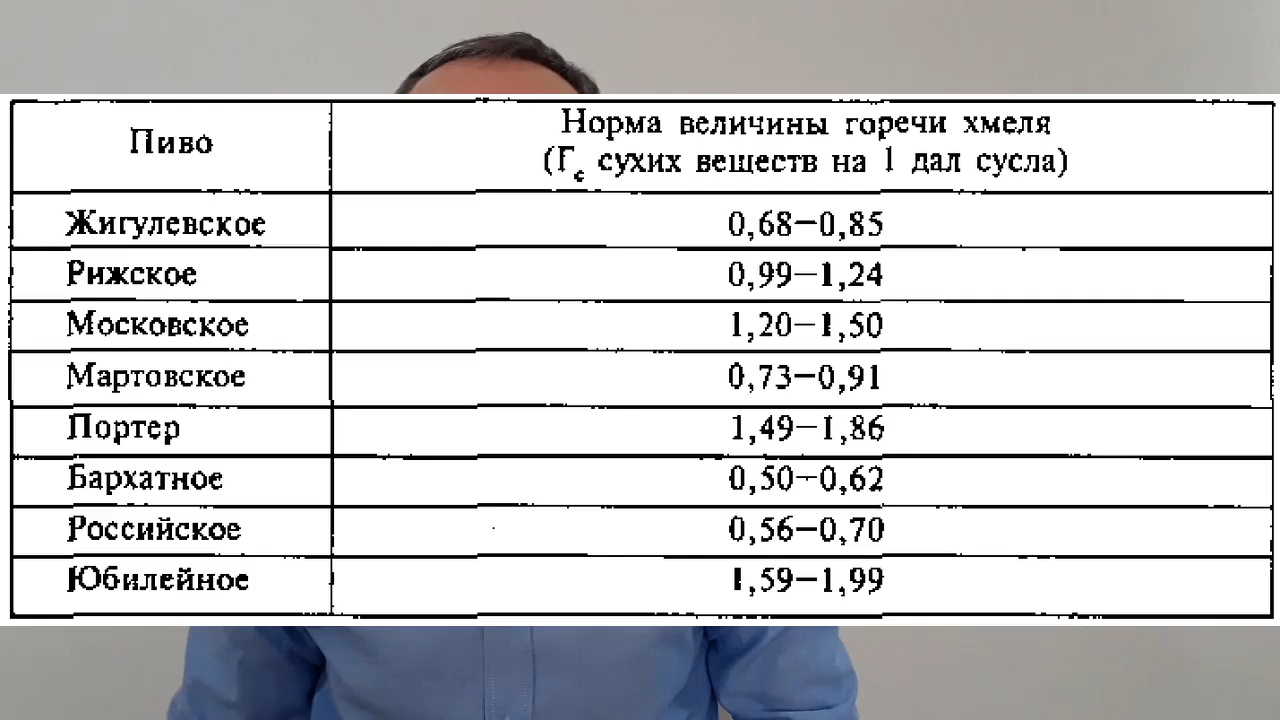 Пиво
Норма величины горечи хмеля
(Гс сухих веществ на 1 дал сусла)
Жигулевское 0,68—0,85
Рижское 0,99—1,24
Московское 1,20—1,50
Мартовское 0,73—0,91
Портер 1,49—1,86
Бархатное 0,50—0,62
Российское 0,56—0,70
Юбилейное 1,59—1,99